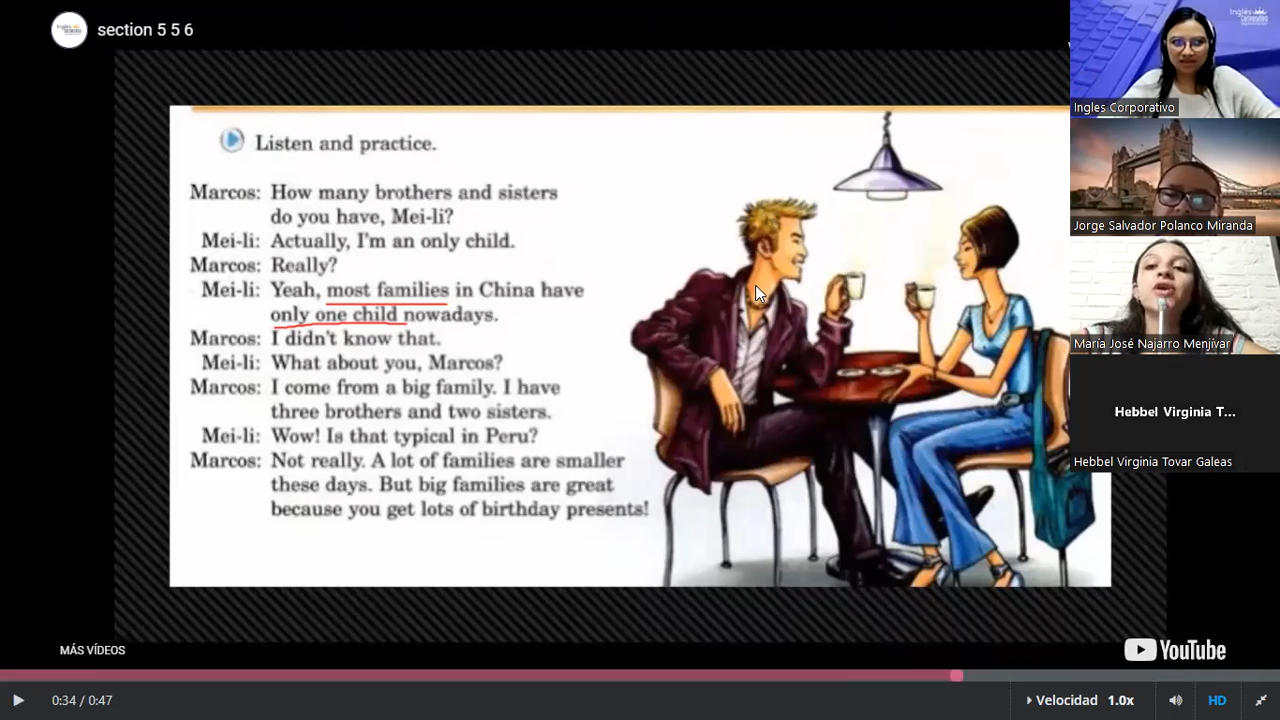 section 5 5 6
Listen and practice.
Marcos: How many brothers and sisters
do you have, Mei-li?
Mei-li: Actually, I'm an only child.
Marcos: Really?
Mei-li: Yeah, most families in China have
only one child nowadays.
Marcos: I didn't know that.
Mei-li: What about you, Marcos?
Marcos: I come from a big family. I have
three brothers and two sisters.
Mei-li: Wow! Is that typical in Peru?
Marcos: Not really. A lot of families are smaller
these days. But big families are great
because you get lots of birthday presents!
Ingles Corporativo
Jorge Salvador Polanco Miranda
María José Najarro Menjivar
Hebbel Virginia T...
Hebbel Virginia Tovar Galeas
MÁS VÍDEOS
YouTube
0:34 / 0:47
Velocidad 1.0x
HD